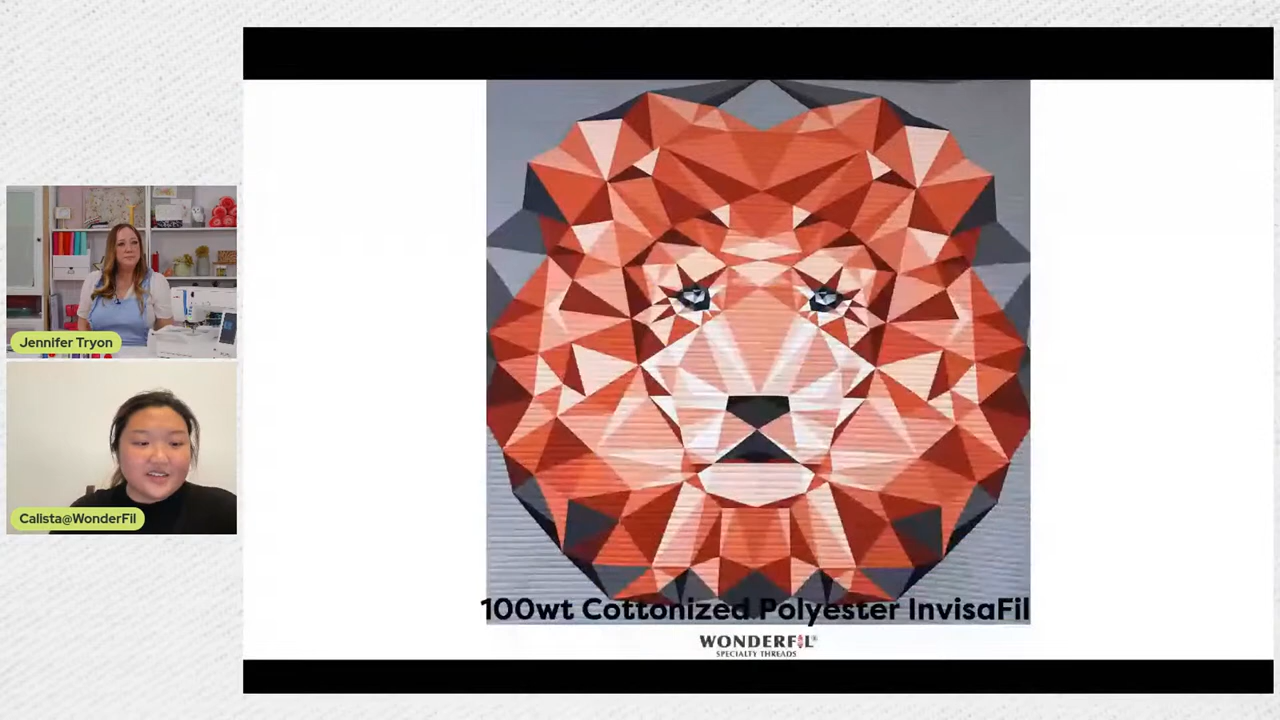 Jennifer Tryon
Calista@WonderFil
100wt Cottonized Polyester InvisaFil
WONDERFIL®
SPECIALTY THREADS